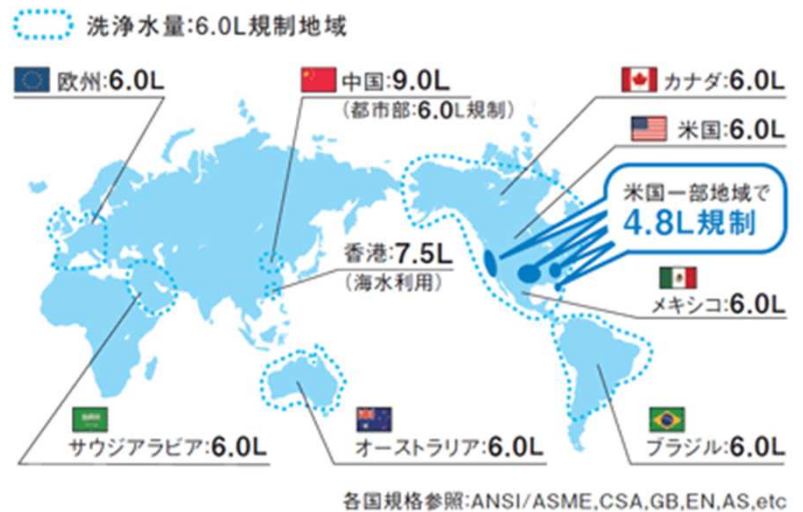 洗浄水量:6.0L規制地域
欧州:6.0L
中国:9.0L
(都市部:6.0L規制)
カナダ:6.0L
米国:6.0L
米国一部地域で
4.8L規制
香港:7.5L
(海水利用)
メキシコ:6.0L
サウジアラビア:6.0L
オーストラリア:6.0L
ブラジル:6.0L
各国規格参照:ANSI/ASME,CSA,GB,EN,AS,etc